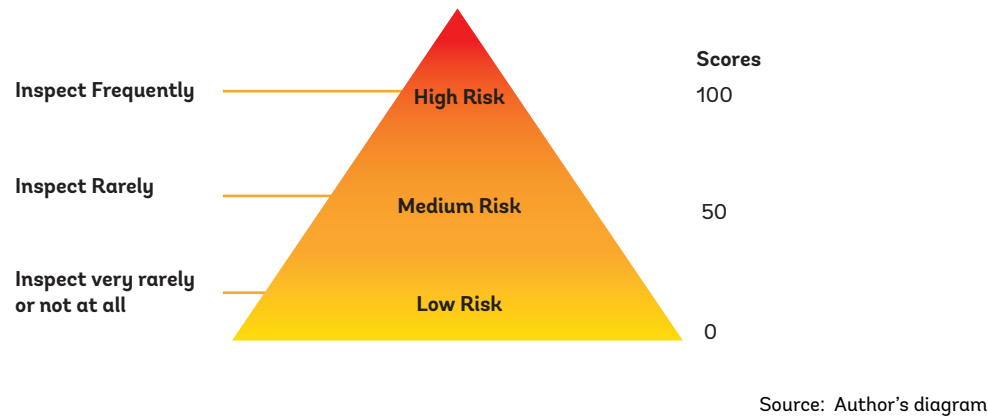 Scores
Inspect Frequently
High Risk
100
Inspect Rarely
Medium Risk
50
Inspect very rarely
or not at all
Low Risk
0
Source: Author's diagram